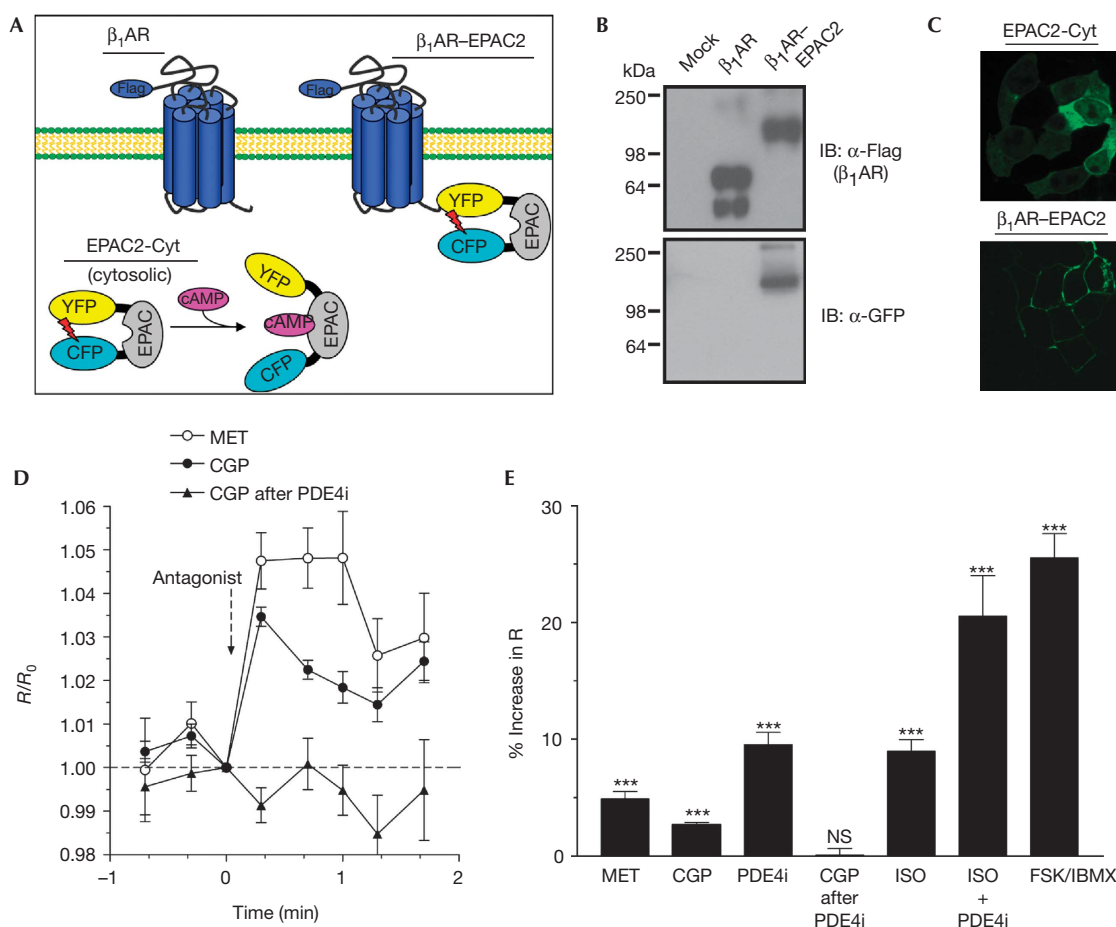 A
β1AR
β1AR–EPAC2
Flag
Flag
YFP
CFP
EPAC
EPAC2-Cyt
(cytosolic)
YFP
CFP
EPAC
cAMP
YFP
cAMP
EPAC
CFP
B
Mock
β1AR
β1AR–
EPAC2
kDa
250
98
64
IB: α-Flag
(β1AR)
250
98
64
IB: α-GFP
C
EPAC2-Cyt
β1AR–EPAC2
D
MET
CGP
CGP after PDE4i
1.06
1.05
1.04
1.03
1.02
1.01
1.00
0.99
0.98
R/R0
Antagonist
–1
0
1
2
Time (min)
E
30
20
10
0
% Increase in R
***
***
***
NS
***
***
***
MET
CGP
PDE4i
CGP
after
PDE4i
ISO
ISO
+
PDE4i
FSK/IBMX